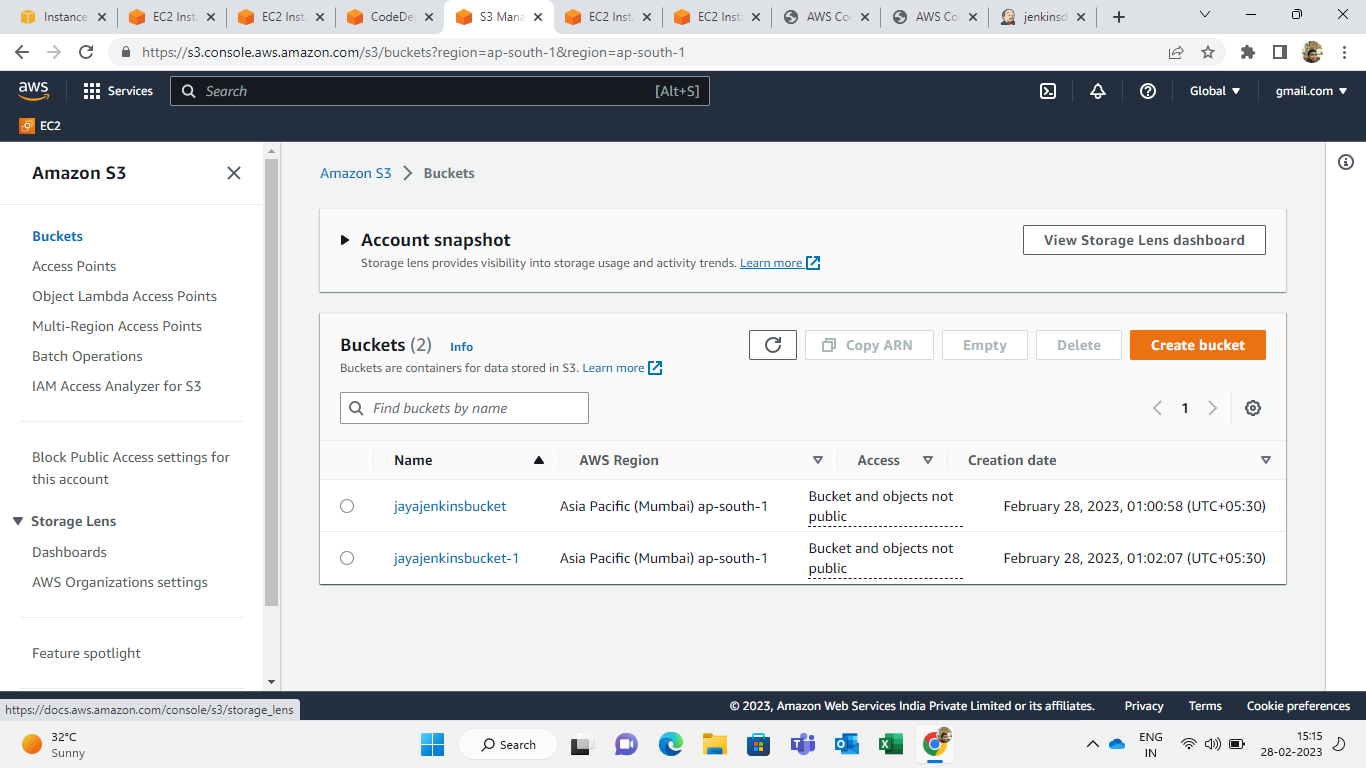 Instance
EC2 Inst
EC2 Inst
CodeDep
S3 Mana
EC2 Inst
EC2 Inst
AWS Co
AWS Co
jenkinsd
https://s3.console.aws.amazon.com/s3/buckets?region=ap-south-1&region=ap-south-1
aws
Services
Search
[Alt+S]
Global
gmail.com
EC2
Amazon S3
Buckets
Access Points
Object Lambda Access Points
Multi-Region Access Points
Batch Operations
IAM Access Analyzer for S3
Block Public Access settings for
this account
Storage Lens
Dashboards
AWS Organizations settings
Feature spotlight
https://docs.aws.amazon.com/console/s3/storage_lens
Amazon S3 > Buckets
Account snapshot
Storage lens provides visibility into storage usage and activity trends. Learn more
View Storage Lens dashboard
Buckets (2) Info
Buckets are containers for data stored in S3. Learn more
Copy ARN
Empty
Delete
Create bucket
Find buckets by name
1
Name AWS Region Access Creation date
jayajenkinsbucket Asia Pacific (Mumbai) ap-south-1 Bucket and objects not public February 28, 2023, 01:00:58 (UTC+05:30)
jayajenkinsbucket-1 Asia Pacific (Mumbai) ap-south-1 Bucket and objects not public February 28, 2023, 01:02:07 (UTC+05:30)
© 2023, Amazon Web Services India Private Limited or its affiliates. Privacy Terms Cookie preferences
32°C
Sunny
Search
ENG
IN
15:15
28-02-2023